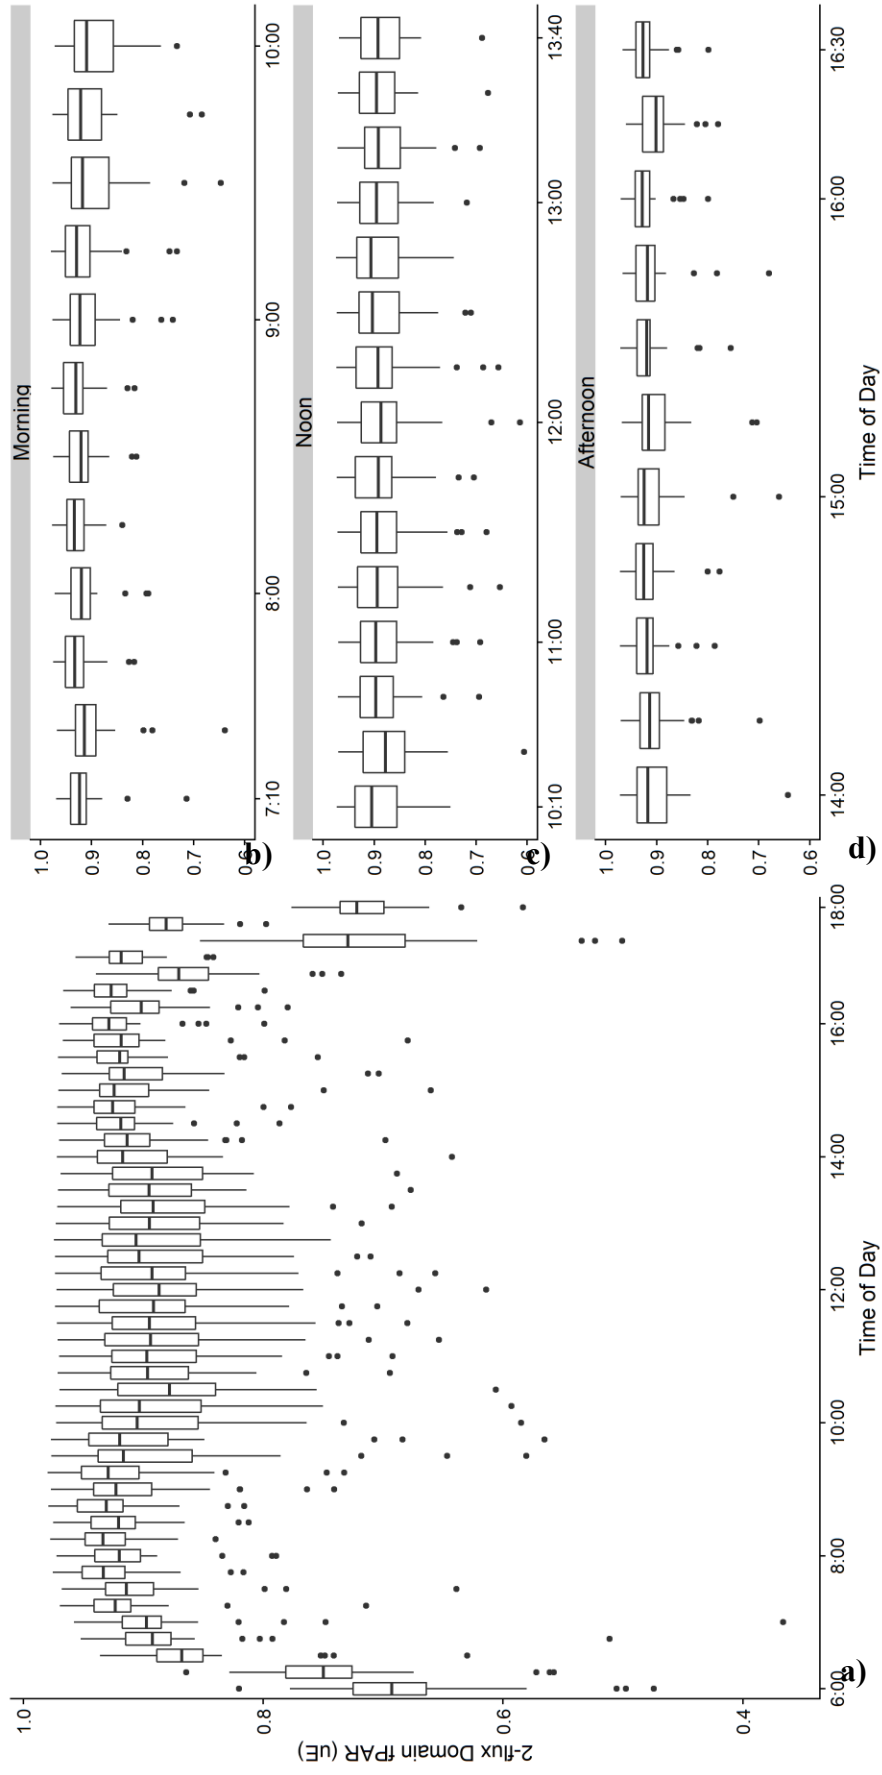 2-flux Domain fPAR (uE)
1.0
0.8
0.6
0.4
6:00 8:00 10:00 12:00 14:00 16:00 18:00
Time of Day
a)
Morning
1.0
0.9
0.8
0.7
0.6
7:10 8:00 9:00 10:00
b)
Noon
1.0
0.9
0.8
0.7
0.6
10:10 11:00 12:00 13:00 13:40
c)
Afternoon
1.0
0.9
0.8
0.7
0.6
14:00 15:00 16:00 16:30
Time of Day
d)